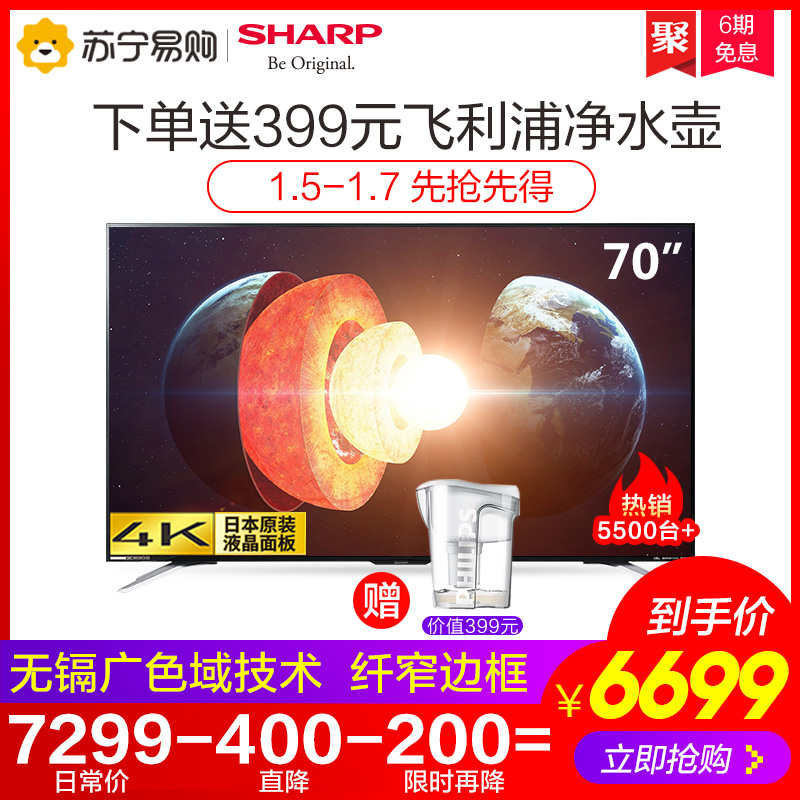 苏宁易购
SHARP
Be Original.
聚
6期
免息
下单送399元飞利浦净水壶
1.5-1.7 先抢先得
70”
4K
日本原装
液晶面板
热销
5500台+
PHILIPS
赠
价值399元
到手价
无镉广色域技术 纤窄边框
¥6699
7299-400-200=
日常价 直降 限时再降
立即抢购